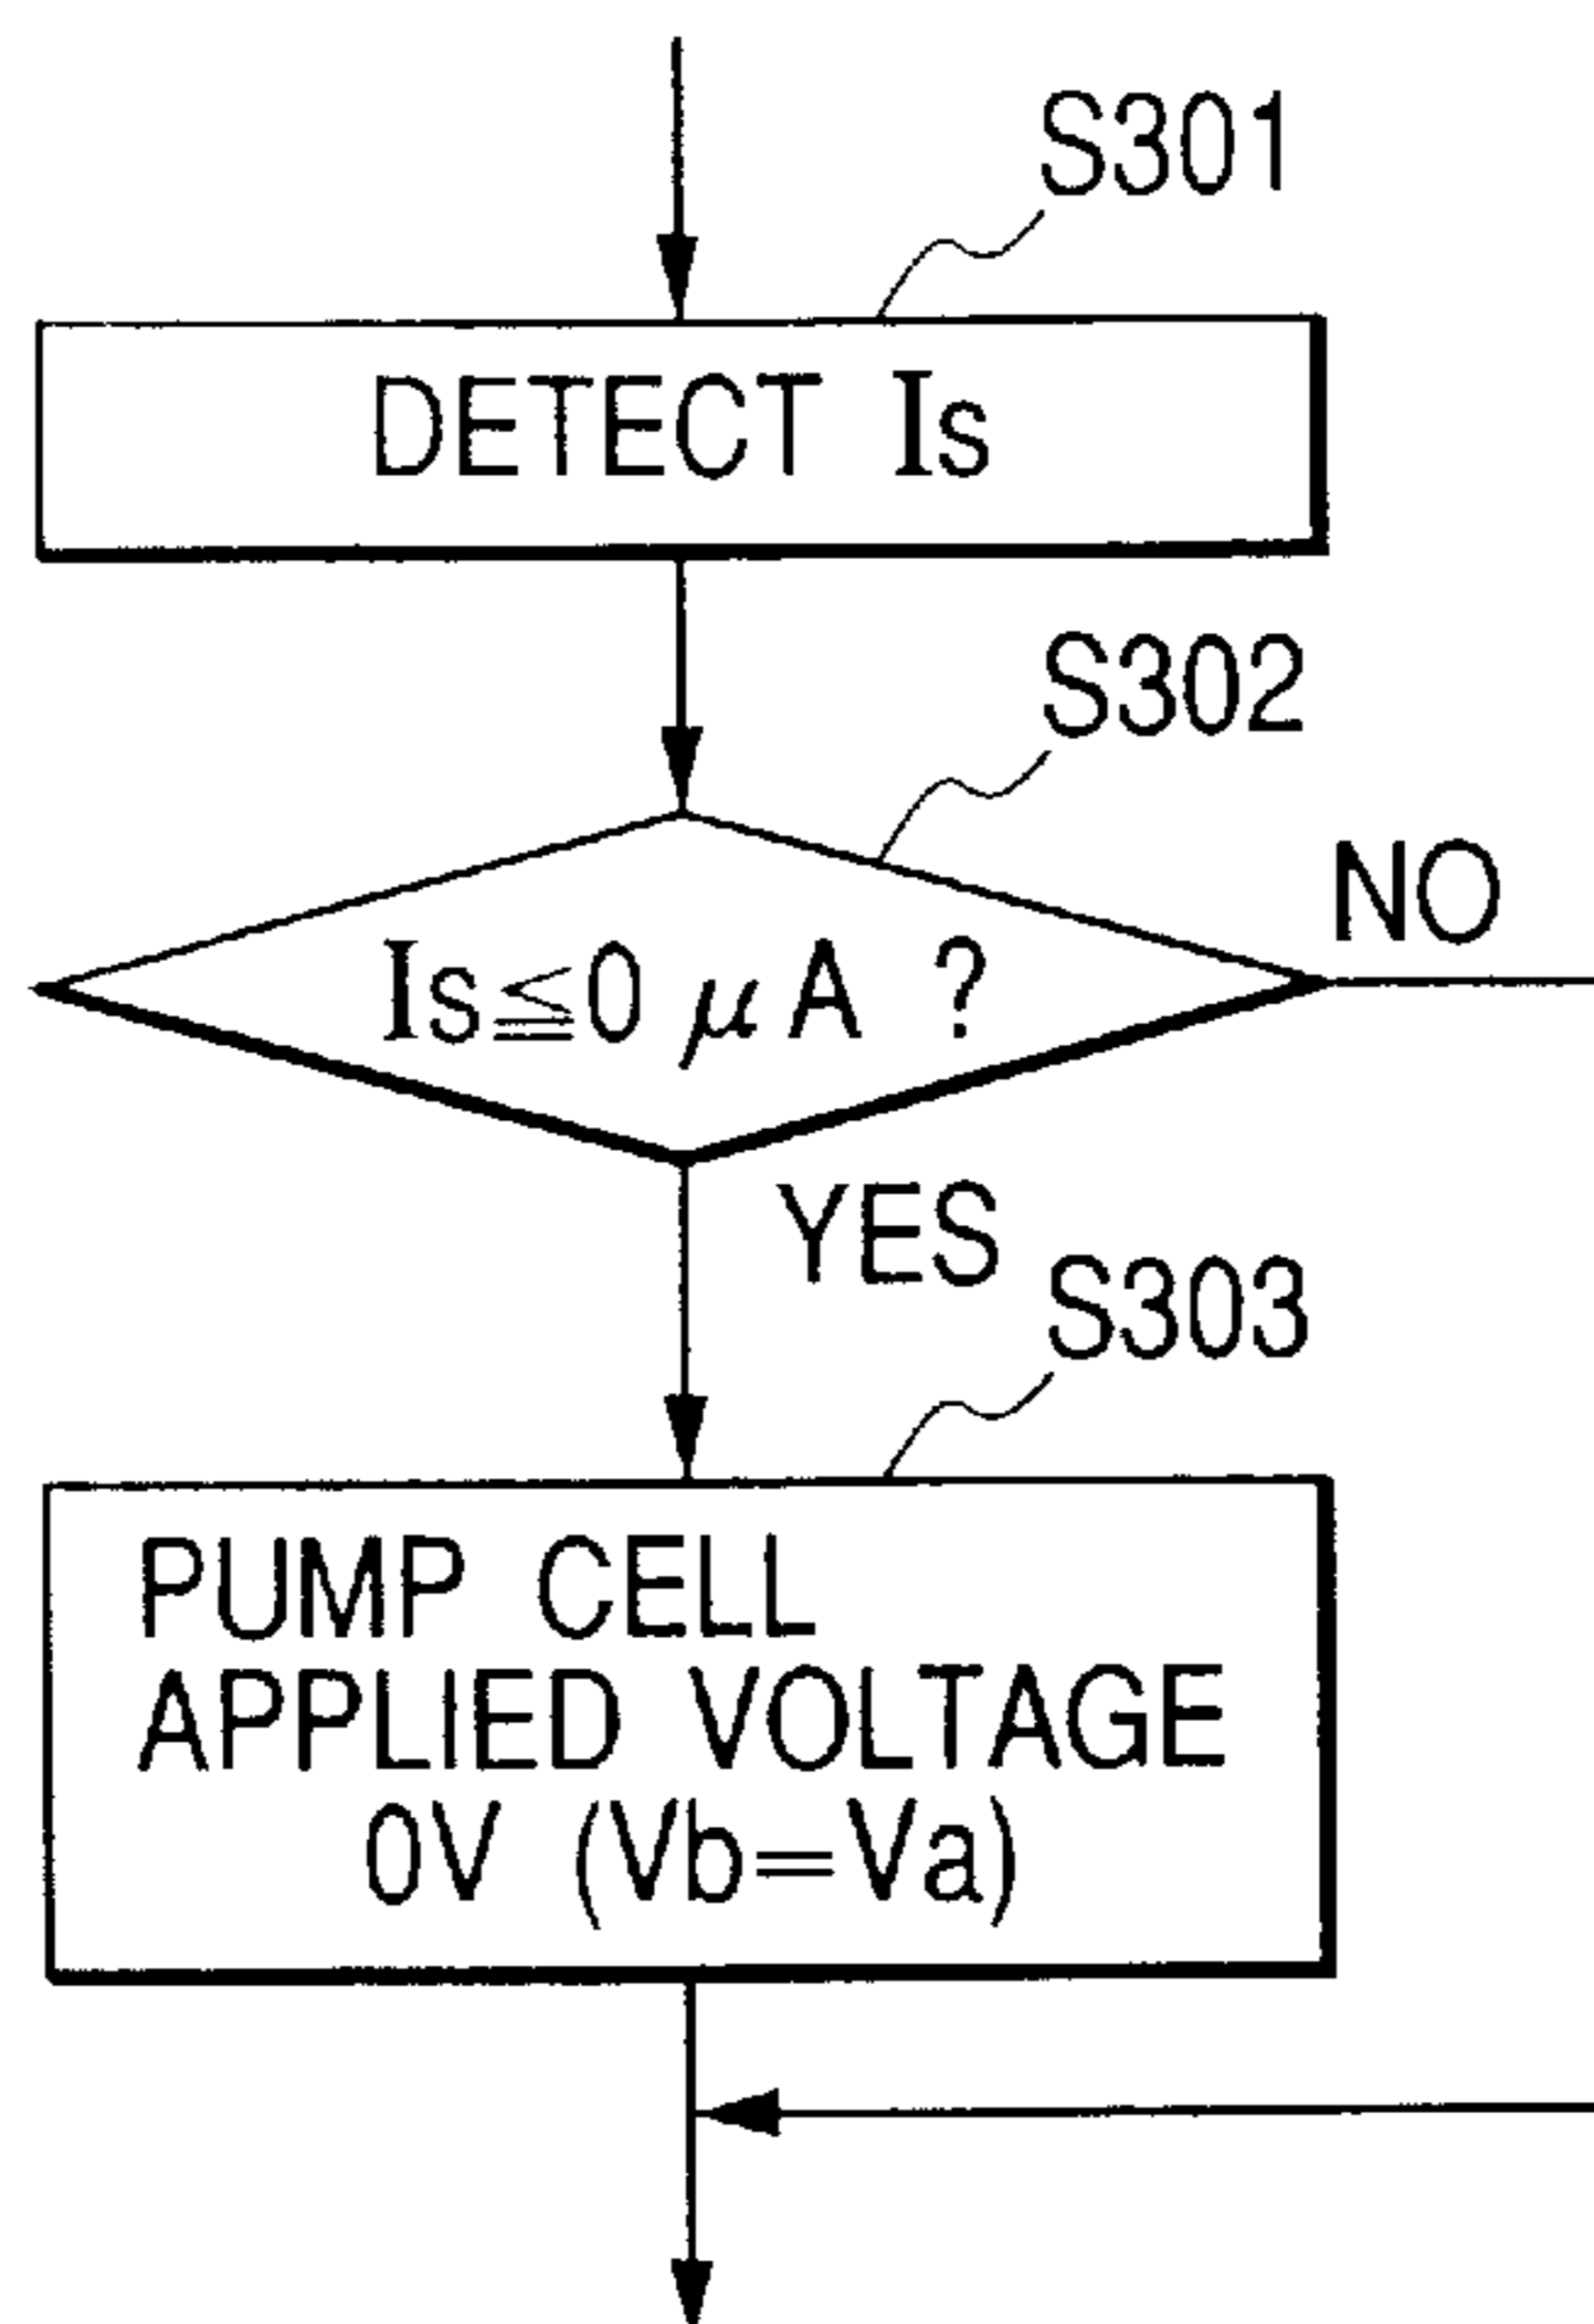 S301
DETECT Is
S302
NO
Is≦0 μA ?
YES
S303
PUMP CELL
APPLIED VOLTAGE
0V (Vb=Va)